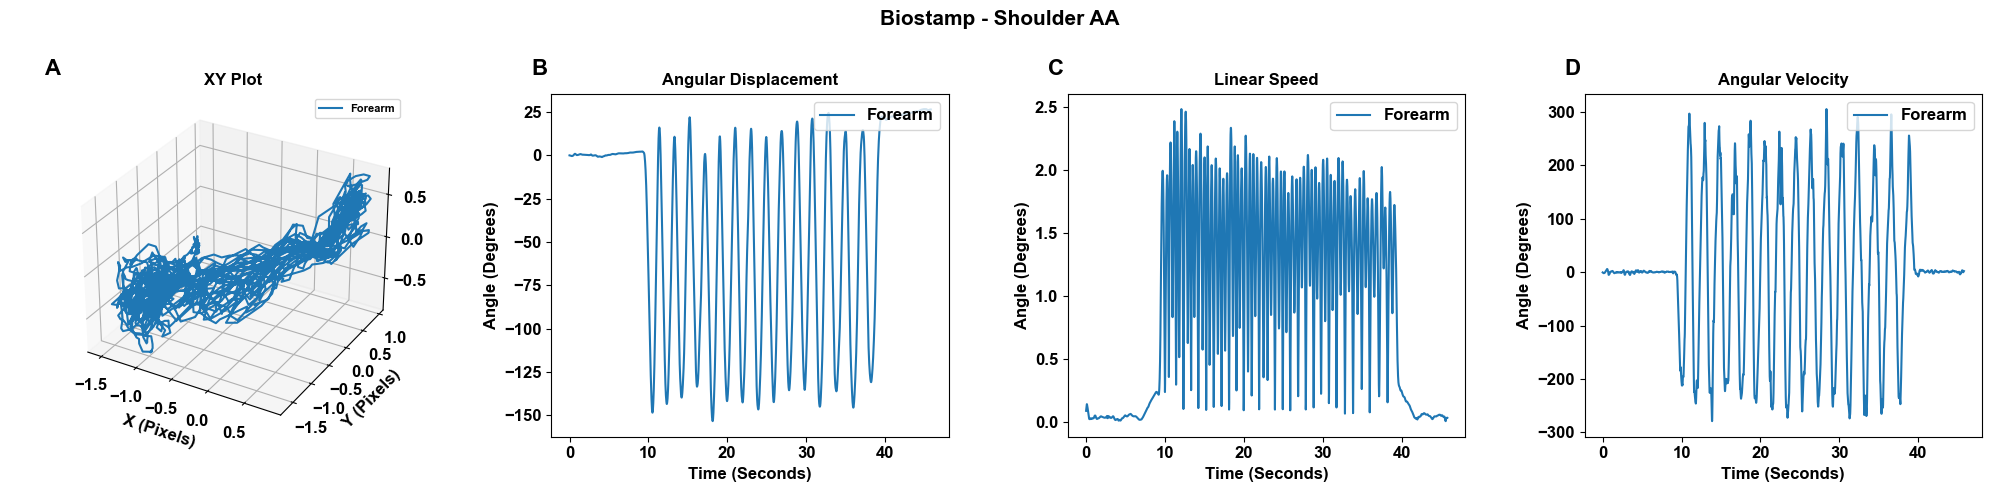 Biostamp - Shoulder AA
A
XY Plot
Forearm
0.5
0.0
−0.5
1.0
0.5
0.0
−0.5
−1.0
−1.5
Y (Pixels)
−1.5
−1.0
−0.5
0.0
0.5
X (Pixels)
B
Angular Displacement
Forearm
25
0
−25
−50
−75
−100
−125
−150
Angle (Degrees)
0 10 20 30 40
Time (Seconds)
C
Linear Speed
Forearm
2.5
2.0
1.5
1.0
0.5
0.0
Angle (Degrees)
0 10 20 30 40
Time (Seconds)
D
Angular Velocity
Forearm
300
200
100
0
−100
−200
−300
Angle (Degrees)
0 10 20 30 40
Time (Seconds)